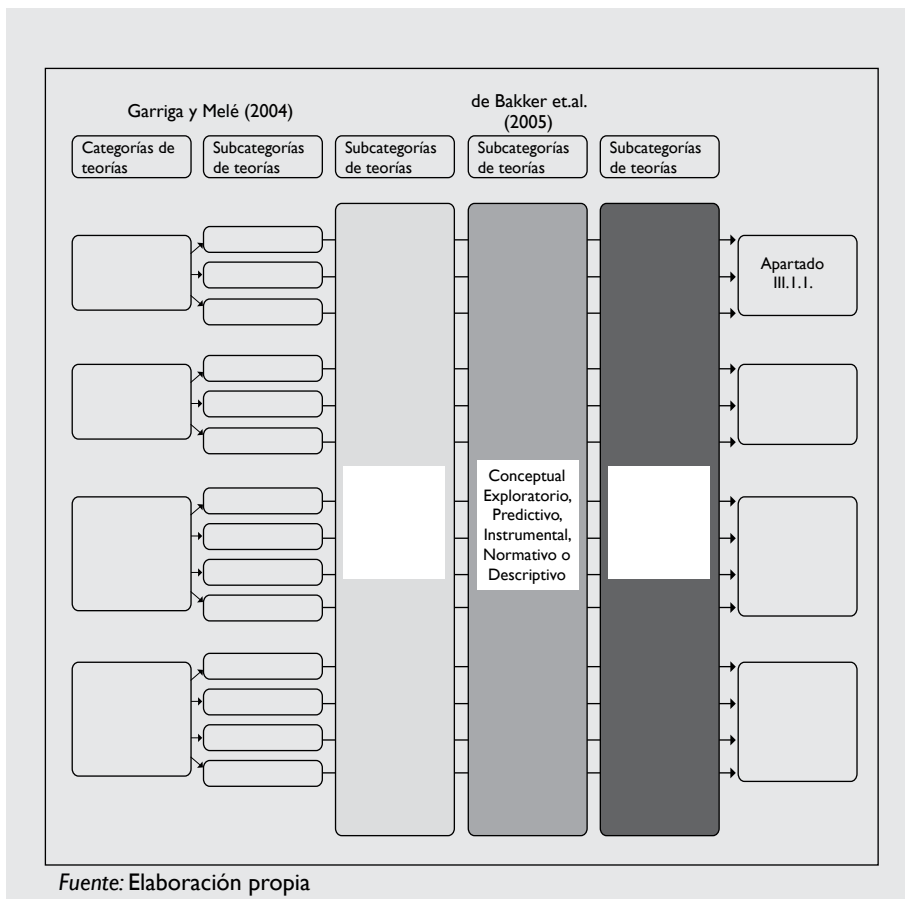 Garriga y Melé (2004)
de Bakker et.al.
(2005)
Categorías de
teorías
Subcategorías
de teorías
Subcategorías
de teorías
Subcategorías
de teorías
Subcategorías
de teorías
Apartado
III.1.1.
Conceptual
Exploratorio,
Predictivo,
Instrumental,
Normativo o
Descriptivo
Fuente: Elaboración propia